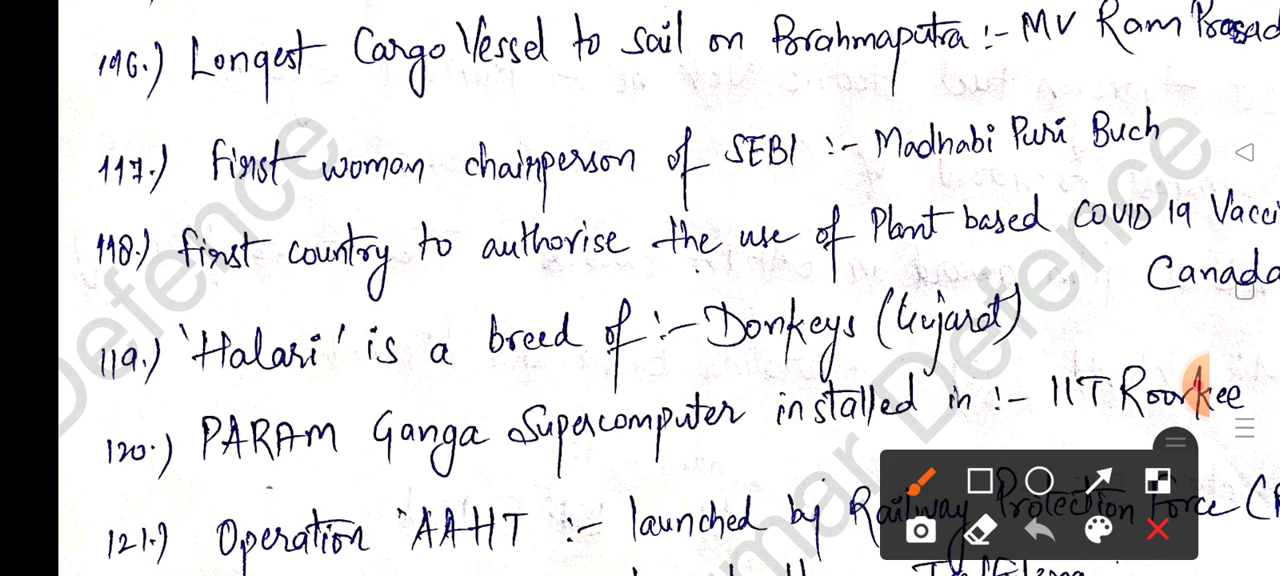 116.) Longest Cargo Vessel to sail on Brahmaputra :- MV Ram Prasad
117.) first woman chairperson of SEBI :- Madhabi Puri Buch
118.) first country to authorise the use of Plant based COVID 19 Vacci
Canada
119.) 'Halari' is a breed of :- Donkeys (Gujarat)
120.) PARAM Ganga Supercomputer installed in :- IIT Roorkee
121.) Operation 'AAHT :- launched by Railway Protection Force
Defence
mar Defence